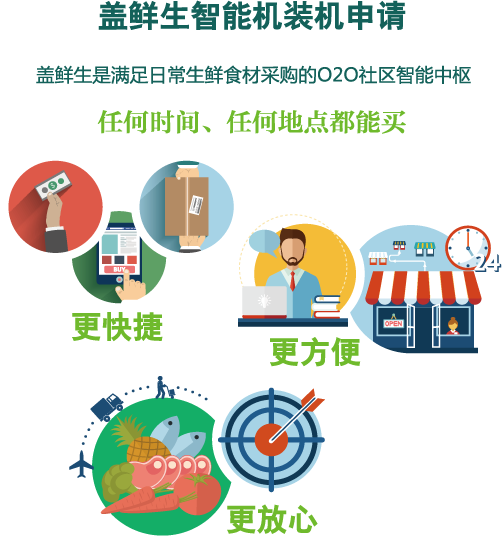 盖鲜生智能机装机申请
盖鲜生是满足日常生鲜食材采购的O2O社区智能中枢
任何时间、任何地点都能买
BUY
更快捷
24
OPEN
更方便
更放心